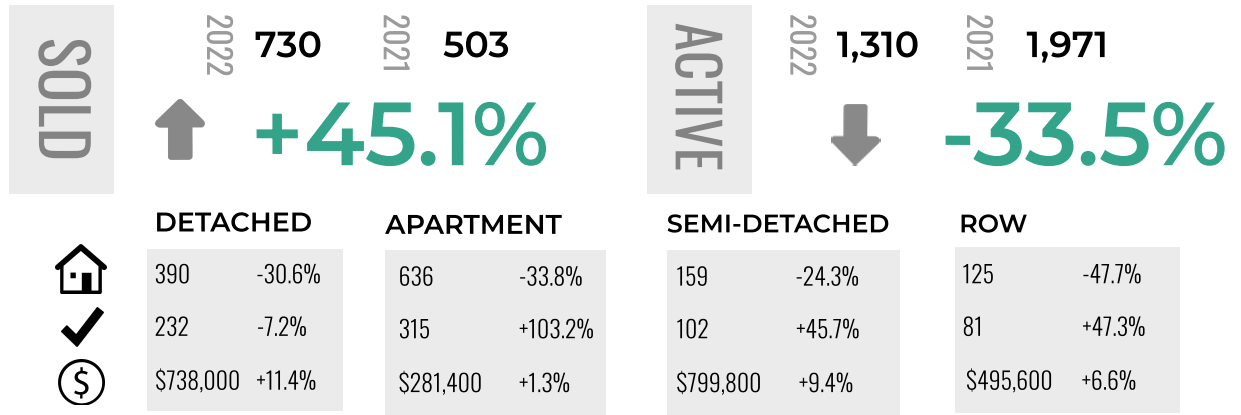 SOLD
2022 730 2021 503
+45.1%
ACTIVE
2022 1,310 2021 1,971
-33.5%
DETACHED
390 -30.6%
232 -7.2%
$738,000 +11.4%
APARTMENT
636 -33.8%
315 +103.2%
$281,400 +1.3%
SEMI-DETACHED
159 -24.3%
102 +45.7%
$799,800 +9.4%
ROW
125 -47.7%
81 +47.3%
$495,600 +6.6%
$